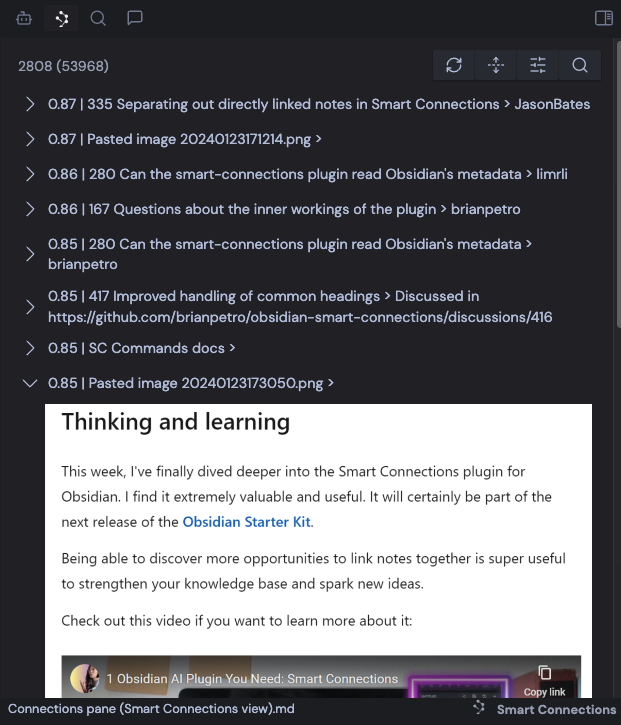 2808 (53968)
0.87 | 335 Separating out directly linked notes in Smart Connections > JasonBates
0.87 | Pasted image 20240123171214.png >
0.86 | 280 Can the smart-connections plugin read Obsidian's metadata > limrli
0.86 | 167 Questions about the inner workings of the plugin > brianpetro
0.85 | 280 Can the smart-connections plugin read Obsidian's metadata >
brianpetro
0.85 | 417 Improved handling of common headings > Discussed in
https://github.com/brianpetro/obsidian-smart-connections/discussions/416
0.85 | SC Commands docs >
0.85 | Pasted image 20240123173050.png >
Thinking and learning
This week, I've finally dived deeper into the Smart Connections plugin for
Obsidian. I find it extremely valuable and useful. It will certainly be part of the
next release of the Obsidian Starter Kit.
Being able to discover more opportunities to link notes together is super useful
to strengthen your knowledge base and spark new ideas.
Check out this video if you want to learn more about it:
1 Obsidian AI Plugin You Need: Smart Connections
Copy link
Connections pane (Smart Connections view).md
Smart Connections